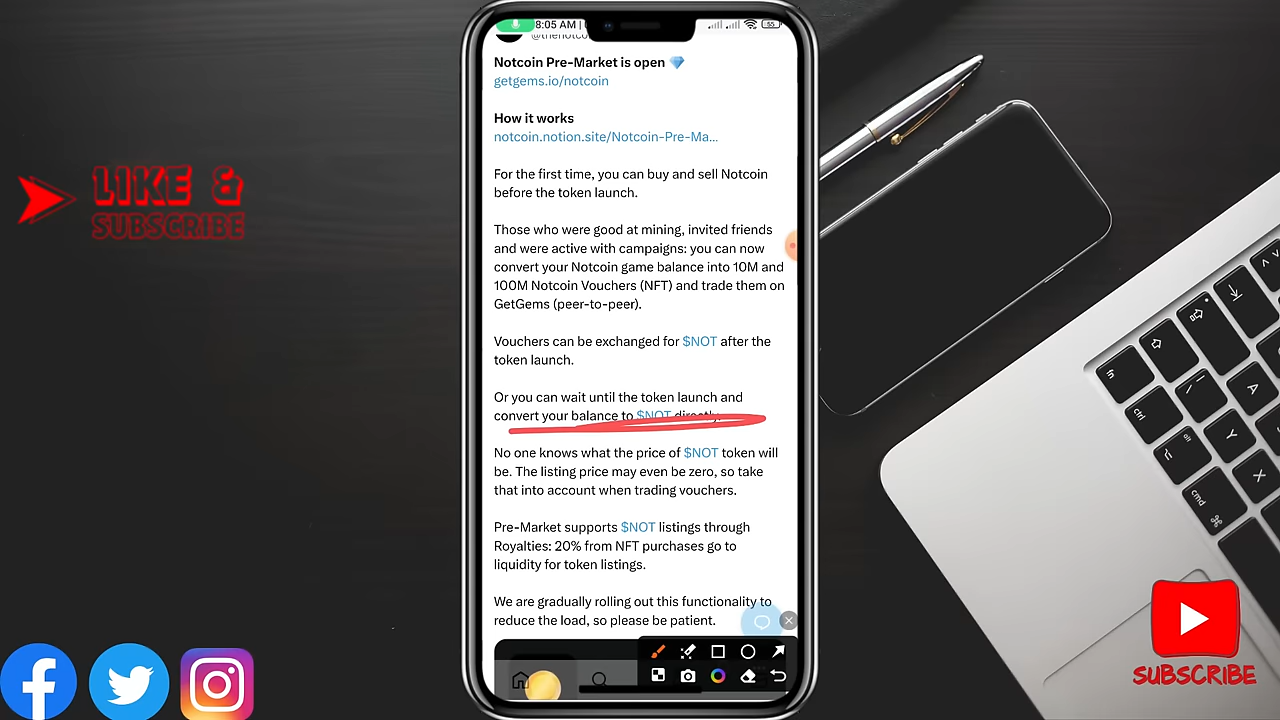 8:05 AM |
@thenotco
Notcoin Pre-Market is open 💎
getgems.io/notcoin
How it works
notcoin.notion.site/Notcoin-Pre-Ma...
For the first time, you can buy and sell Notcoin
before the token launch.
Those who were good at mining, invited friends
and were active with campaigns: you can now
convert your Notcoin game balance into 10M and
100M Notcoin Vouchers (NFT) and trade them on
GetGems (peer-to-peer).
Vouchers can be exchanged for $NOT after the
token launch.
Or you can wait until the token launch and
convert your balance to $NOT directly.
No one knows what the price of $NOT token will
be. The listing price may even be zero, so take
that into account when trading vouchers.
Pre-Market supports $NOT listings through
Royalties: 20% from NFT purchases go to
liquidity for token listings.
We are gradually rolling out this functionality to
reduce the load, so please be patient.
55
LIKE &
SUBSCRIBE
SUBSCRIBE
fn
ctrl
alt
cmd
A
Y
X